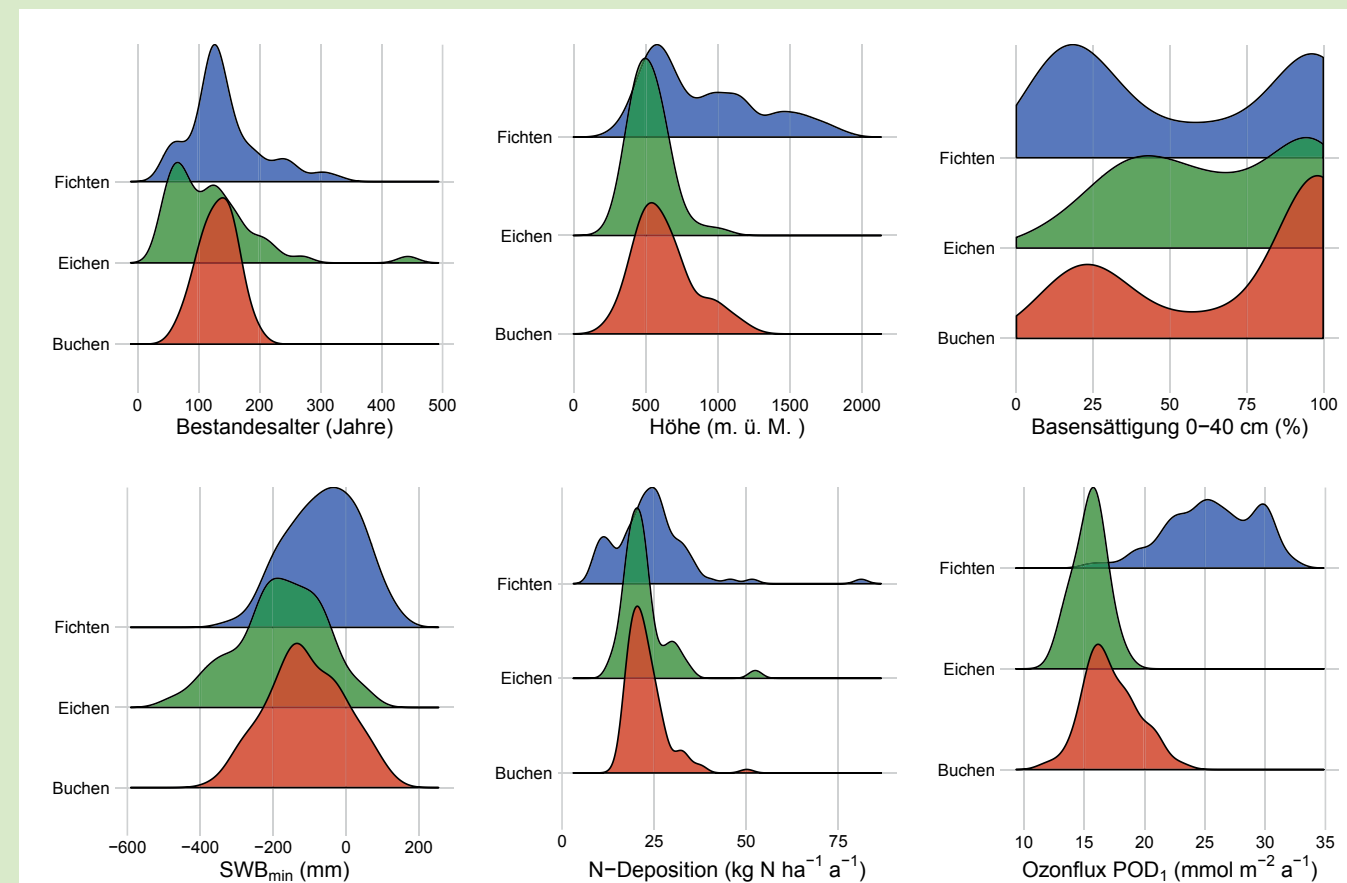 Fichten
Eichen
Buchen
0 100 200 300 400 500
Bestandesalter (Jahre)
Fichten
Eichen
Buchen
0 500 1000 1500 2000
Höhe (m. ü. M. )
Fichten
Eichen
Buchen
0 25 50 75 100
Basensättigung 0−40 cm (%)
Fichten
Eichen
Buchen
−600 −400 −200 0 200
SWBmin (mm)
Fichten
Eichen
Buchen
0 25 50 75
N−Deposition (kg N ha⁻¹ a⁻¹)
Fichten
Eichen
Buchen
10 15 20 25 30 35
Ozonflux POD₁ (mmol m⁻² a⁻¹)